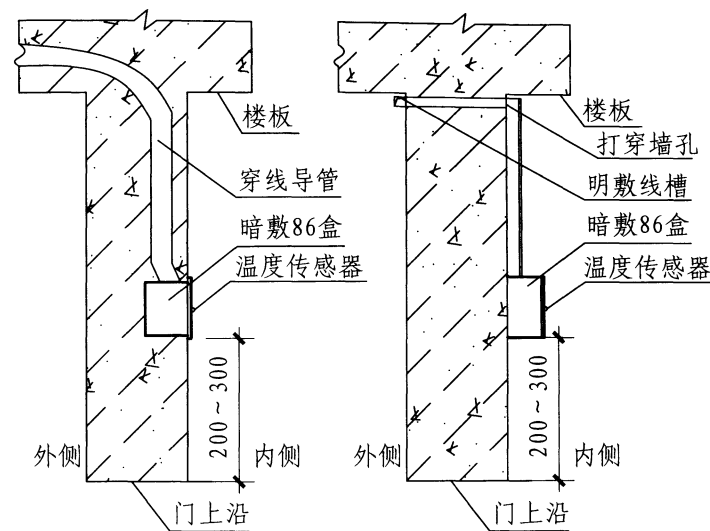 楼板
穿线导管
暗敷86盒
温度传感器
200~300
外侧
内侧
门上沿
楼板
打穿墙孔
明敷线槽
暗敷86盒
温度传感器
200~300
外侧
内侧
门上沿